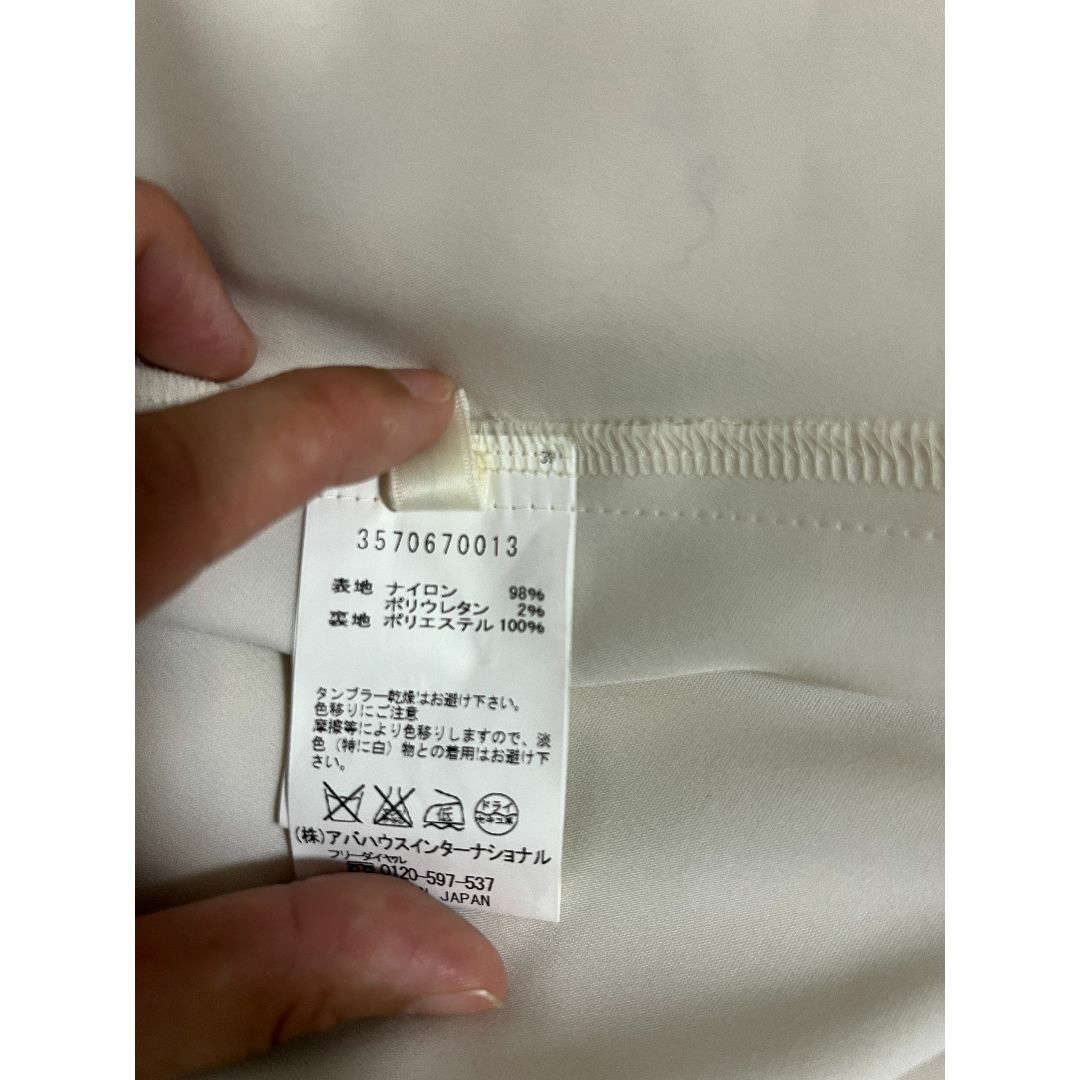 3570670013
表地 ナイロン 98%
ポリウレタン 2%
裏地 ポリエステル 100%
タンブラー乾燥はお避け下さい。
色移りにご注意
摩擦等により色移りしますので、淡
色（特に白）物との着用はお避け下
さい。
低 ドライ
セキユ系
(株)アバハウスインターナショナル
フリーダイヤル
0120-597-537
JAPAN